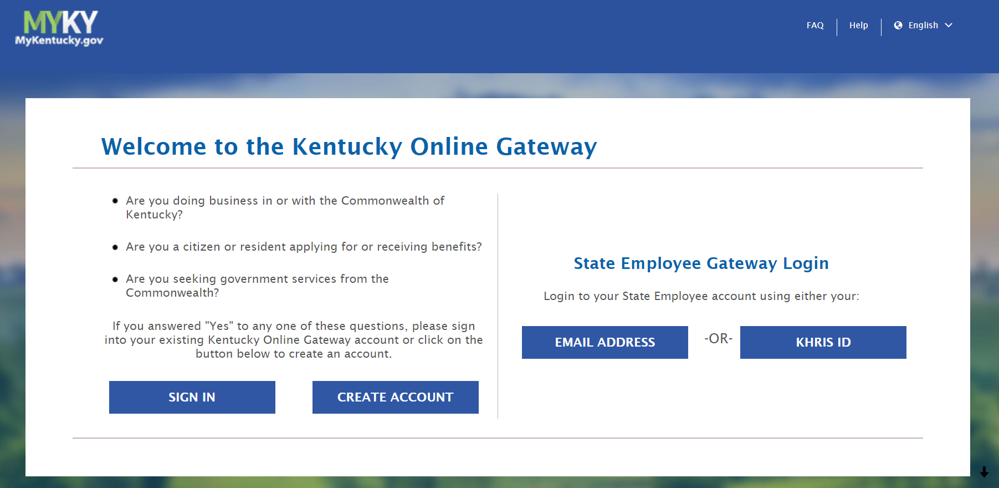 MYKY
MyKentucky.gov
FAQ
Help
English
Welcome to the Kentucky Online Gateway
Are you doing business in or with the Commonwealth of
Kentucky?
Are you a citizen or resident applying for or receiving benefits?
Are you seeking government services from the
Commonwealth?
If you answered "Yes" to any one of these questions, please sign
into your existing Kentucky Online Gateway account or click on the
button below to create an account.
SIGN IN
CREATE ACCOUNT
State Employee Gateway Login
Login to your State Employee account using either your:
EMAIL ADDRESS
-OR-
KHRIS ID